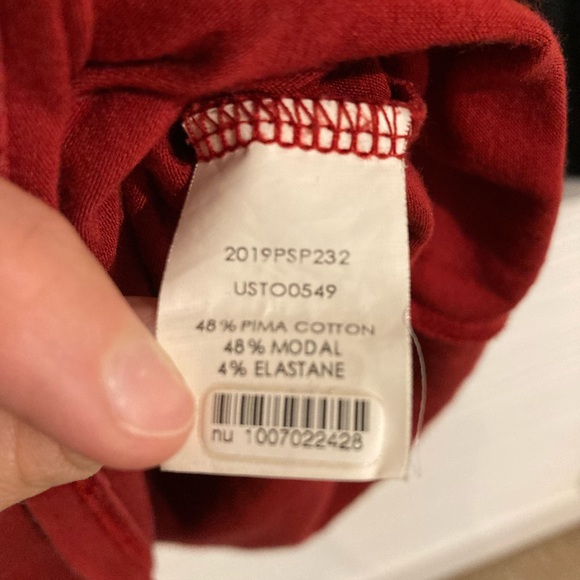 2019PSP232
USTO0549
48% PIMA COTTON
48% MODAL
4% ELASTANE
nu 1007022428